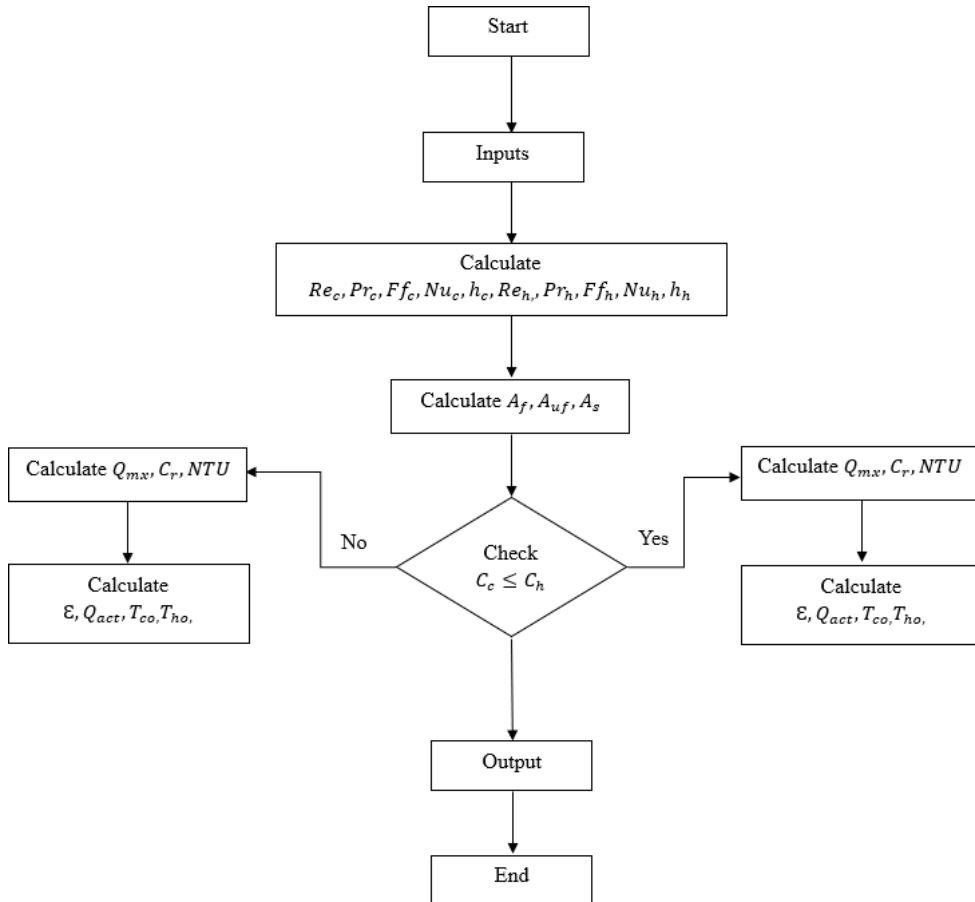 Start
Inputs
Calculate
Re_c, Pr_c, Ff_c, Nu_c, h_c, Re_h,, Pr_h, Ff_h, Nu_h, h_h
Calculate A_f, A_uf, A_s
Calculate Q_mx, C_r, NTU
Calculate Q_mx, C_r, NTU
No
Yes
Check
C_c ≤ C_h
Calculate
Ɛ, Q_act, T_co, T_ho,
Calculate
Ɛ, Q_act, T_co, T_ho,
Output
End